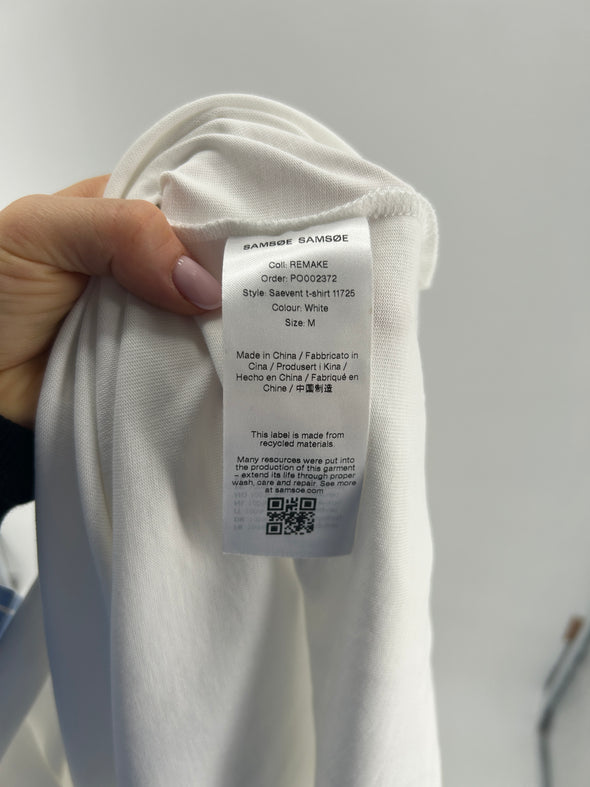 SAMSØE SAMSØE
Coll: REMAKE
Order: PO002372
Style: Saevent t-shirt 11725
Colour: White
Size: M
Made in China / Fabbricato in
Cina / Produsert i Kina /
Hecho en China / Fabriqué en
Chine / 中国制造
This label is made from
recycled materials
Many resources were put into
the production of this garment
– extend its life through proper
wash, care and repair. See more
at samsoe.com